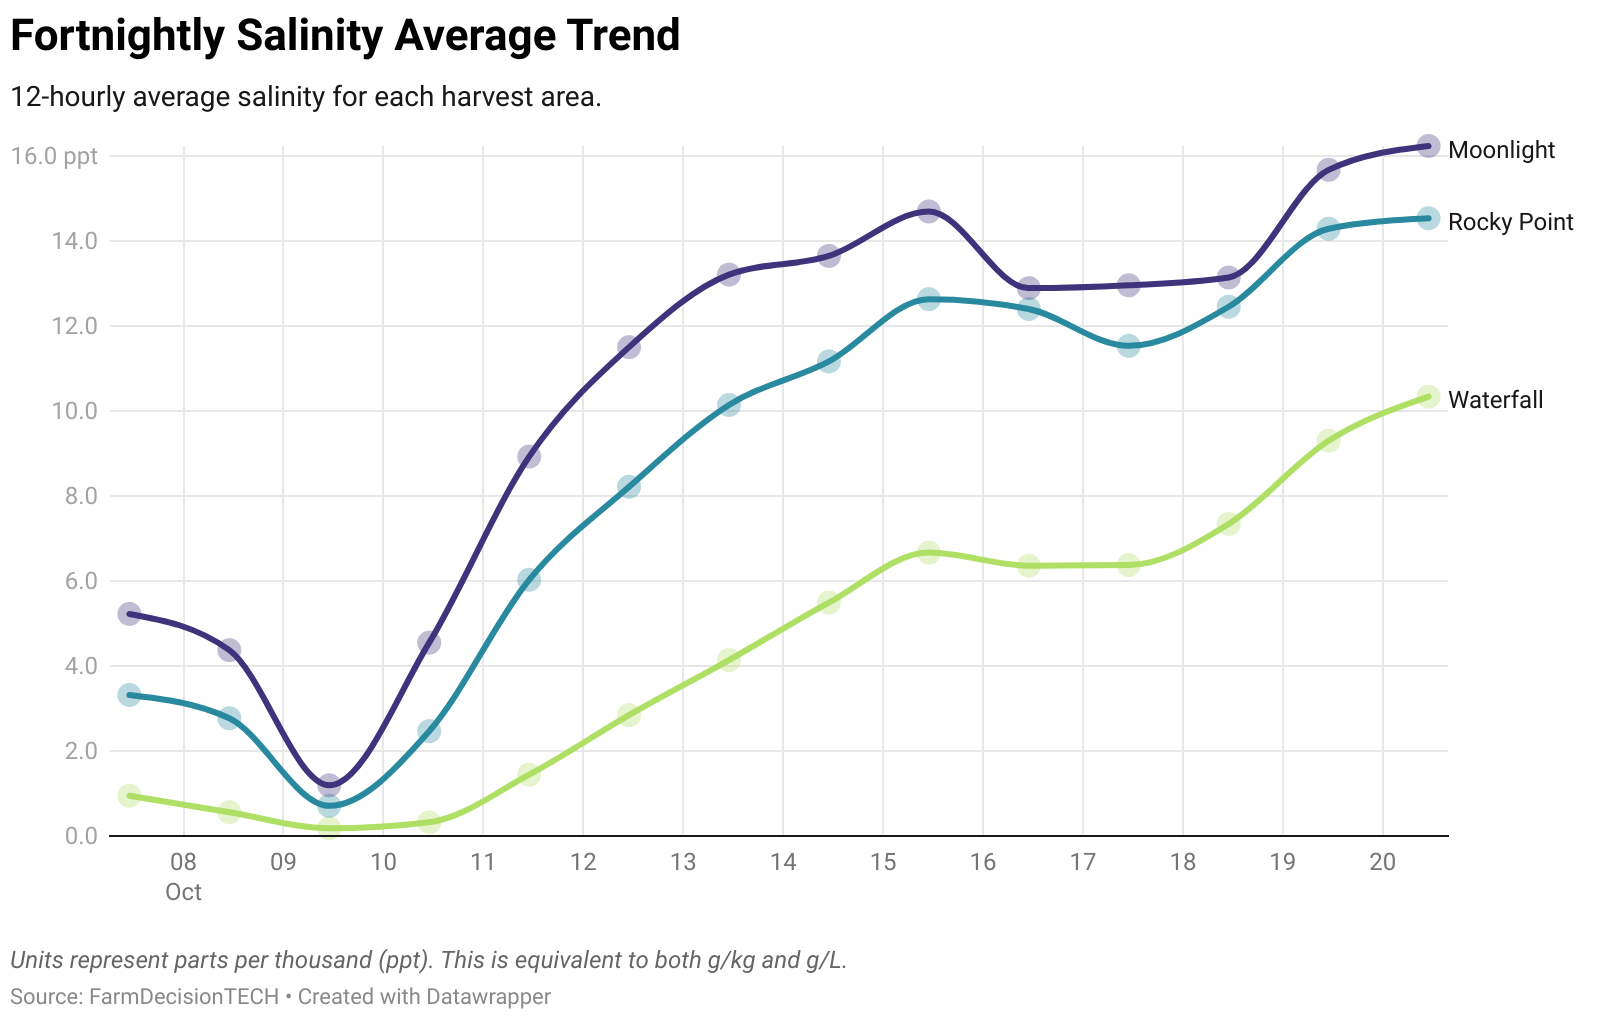 Fortnightly Salinity Average Trend
12-hourly average salinity for each harvest area.
16.0 ppt
14.0
12.0
10.0
8.0
6.0
4.0
2.0
0.0
Moonlight
Rocky Point
Waterfall
08 09 10 11 12 13 14 15 16 17 18 19 20
Oct
Units represent parts per thousand (ppt). This is equivalent to both g/kg and g/L.
Source: FarmDecisionTECH • Created with Datawrapper